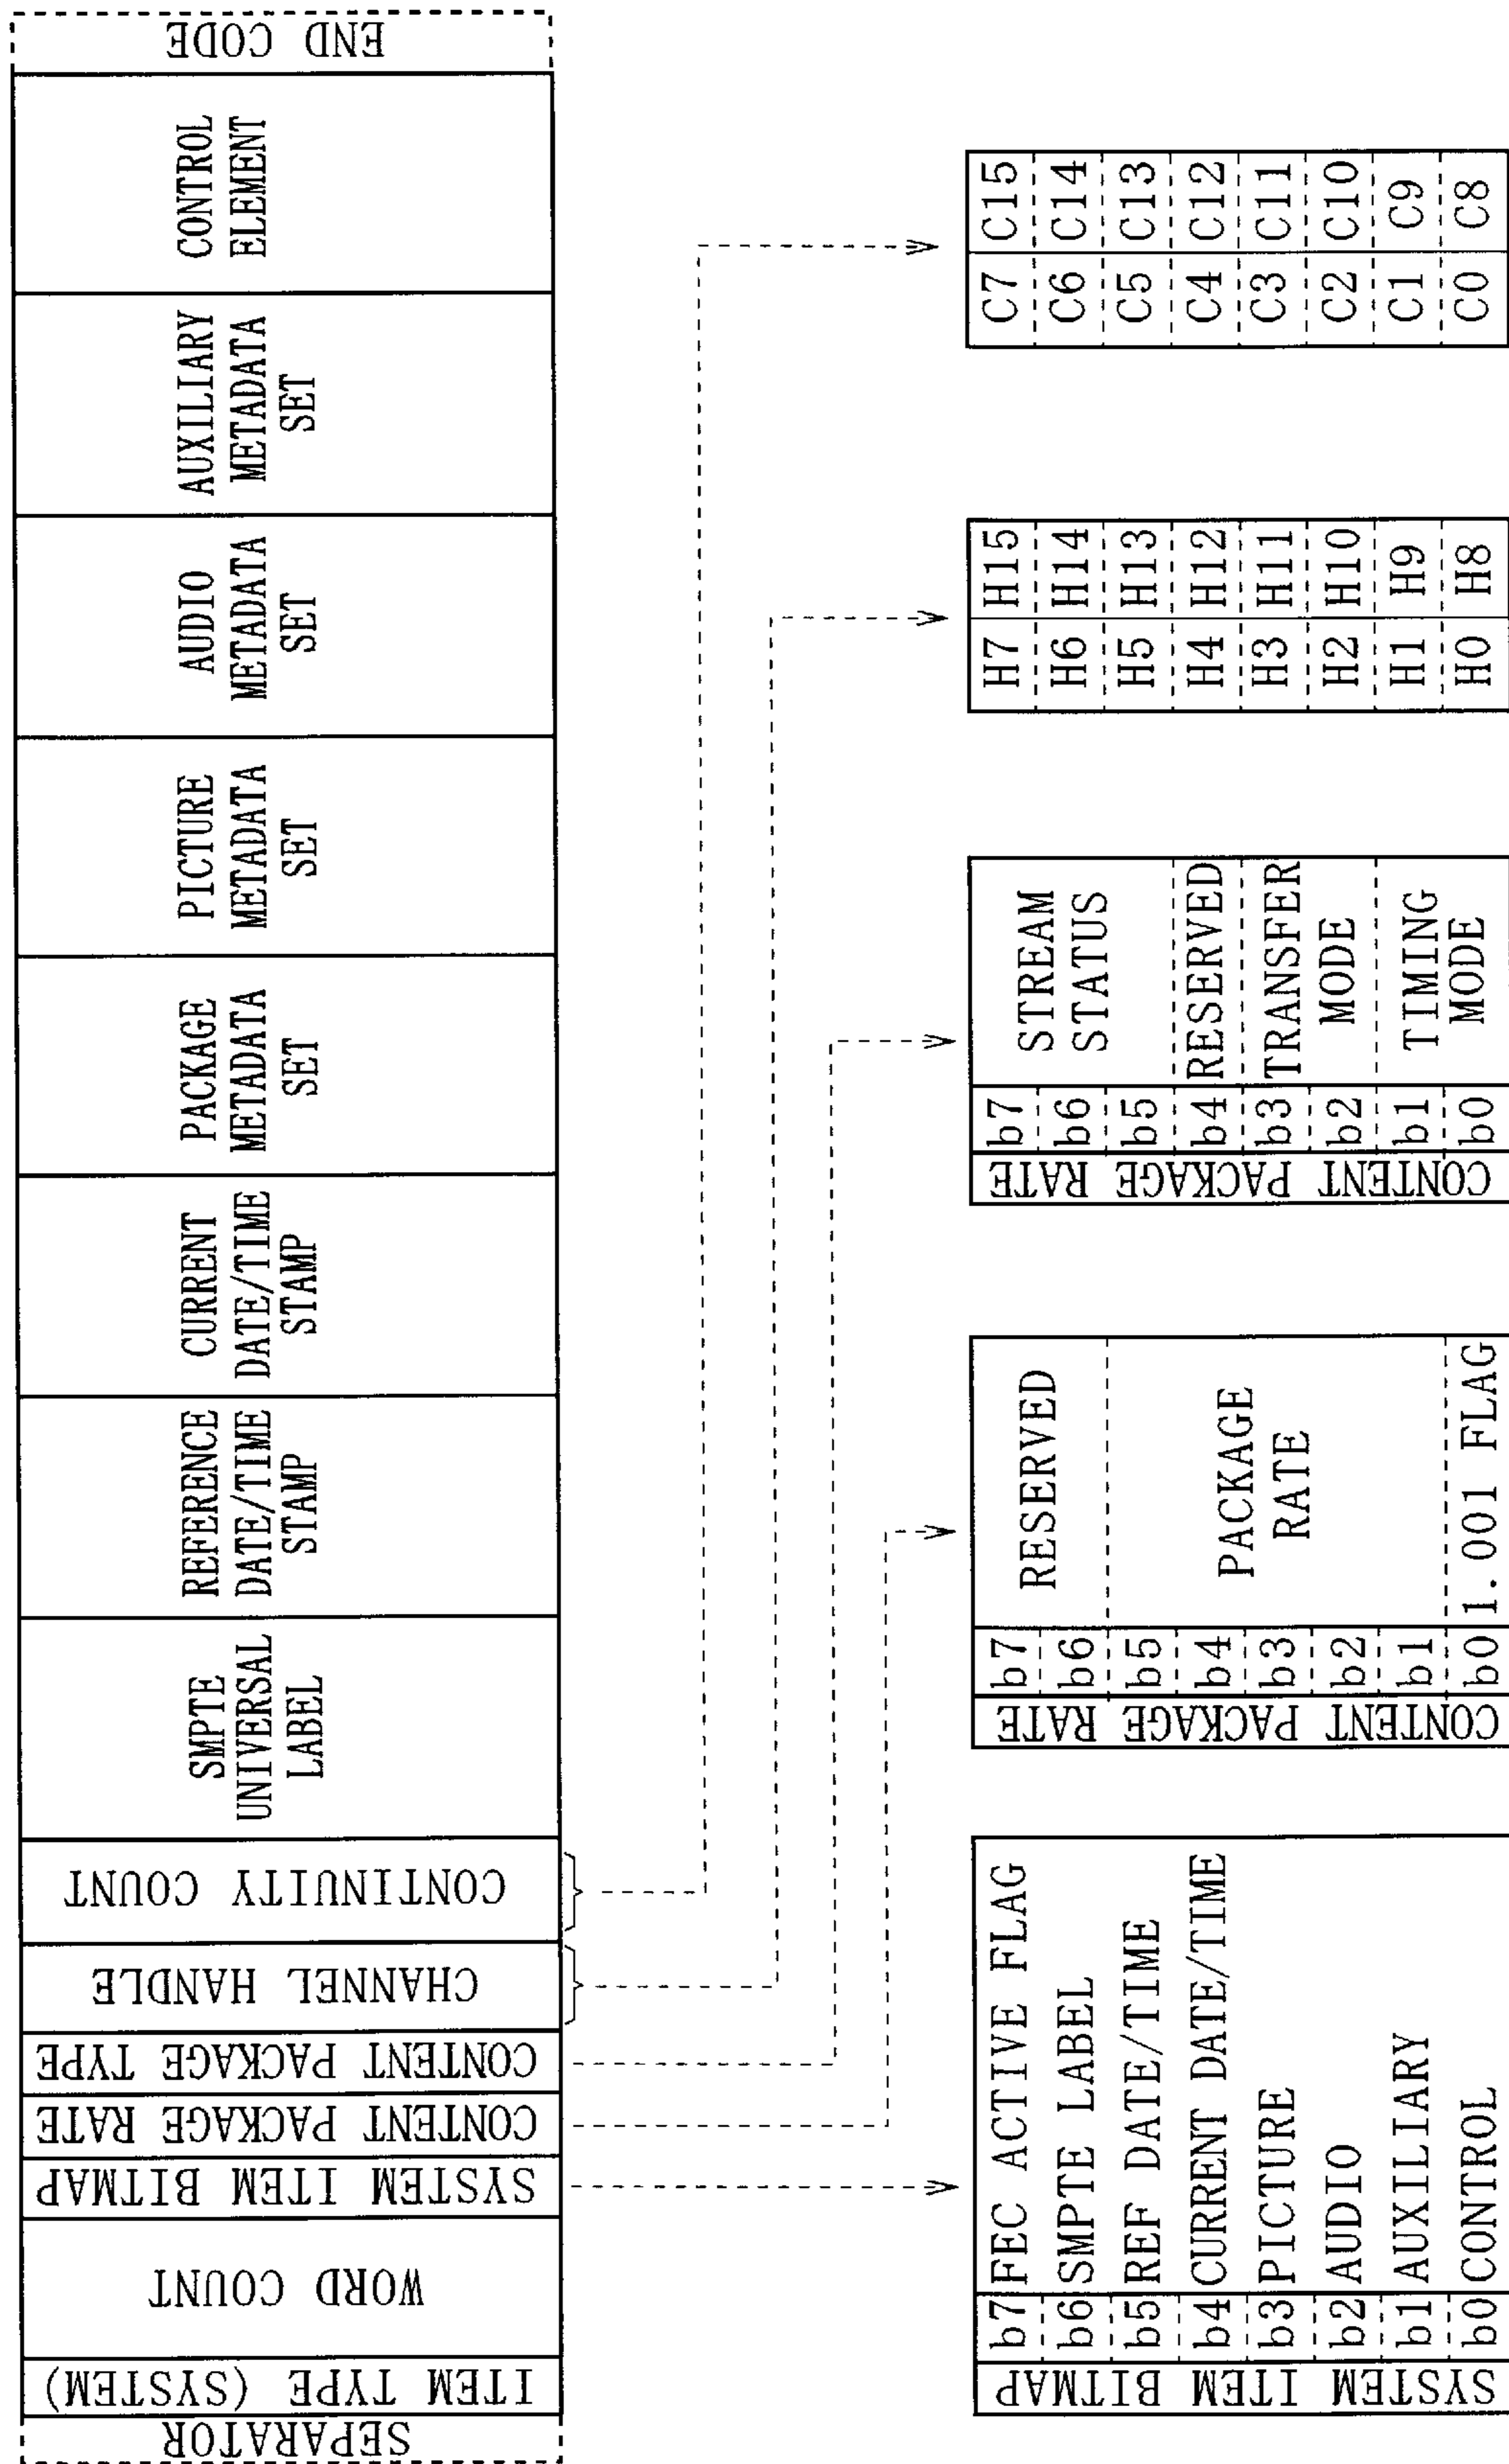 SEPARATOR
ITEM TYPE (SYSTEM)
WORD COUNT
SYSTEM ITEM BITMAP
CONTENT PACKAGE RATE
CONTENT PACKAGE TYPE
CHANNEL HANDLE
CONTINUITY COUNT
SMPTE
UNIVERSAL
LABEL
REFERENCE
DATE/TIME
STAMP
CURRENT
DATE/TIME
STAMP
PACKAGE
METADATA
SET
PICTURE
METADATA
SET
AUDIO
METADATA
SET
AUXILIARY
METADATA
SET
CONTROL
ELEMENT
END CODE
SYSTEM ITEM BITMAP
b7 FEC ACTIVE FLAG
b6 SMPTE LABEL
b5 REF DATE/TIME
b4 CURRENT DATE/TIME
b3 PICTURE
b2 AUDIO
b1 AUXILIARY
b0 CONTROL
CONTENT PACKAGE RATE
b7
b6
b5
b4
b3
b2
b1
b0
RESERVED
PACKAGE
RATE
1.001 FLAG
CONTENT PACKAGE RATE
b7
b6
b5
b4
b3
b2
b1
b0
STREAM
STATUS
RESERVED
TRANSFER
MODE
TIMING
MODE
H7 H15
H6 H14
H5 H13
H4 H12
H3 H11
H2 H10
H1 H9
H0 H8
C7 C15
C6 C14
C5 C13
C4 C12
C3 C11
C2 C10
C1 C9
C0 C8